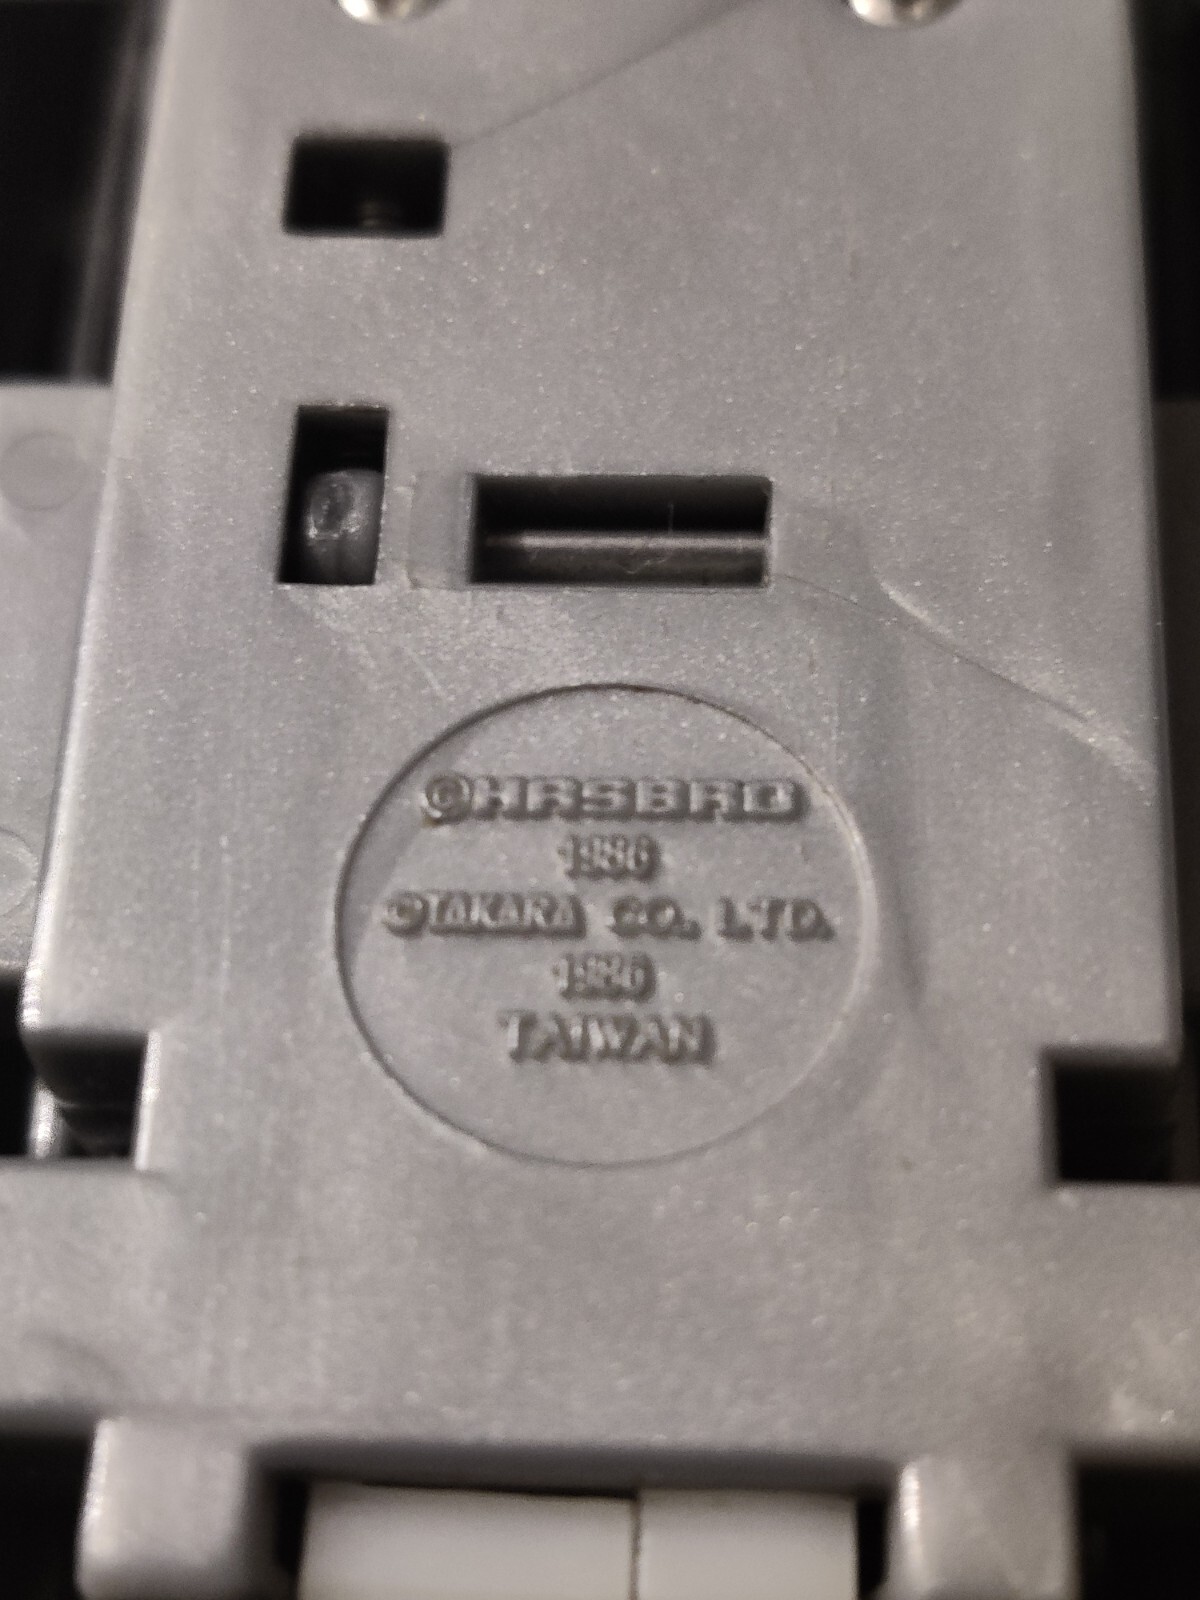 ©HASBRO
1986
©TAKARA CO. LTD.
1986
TAIWAN